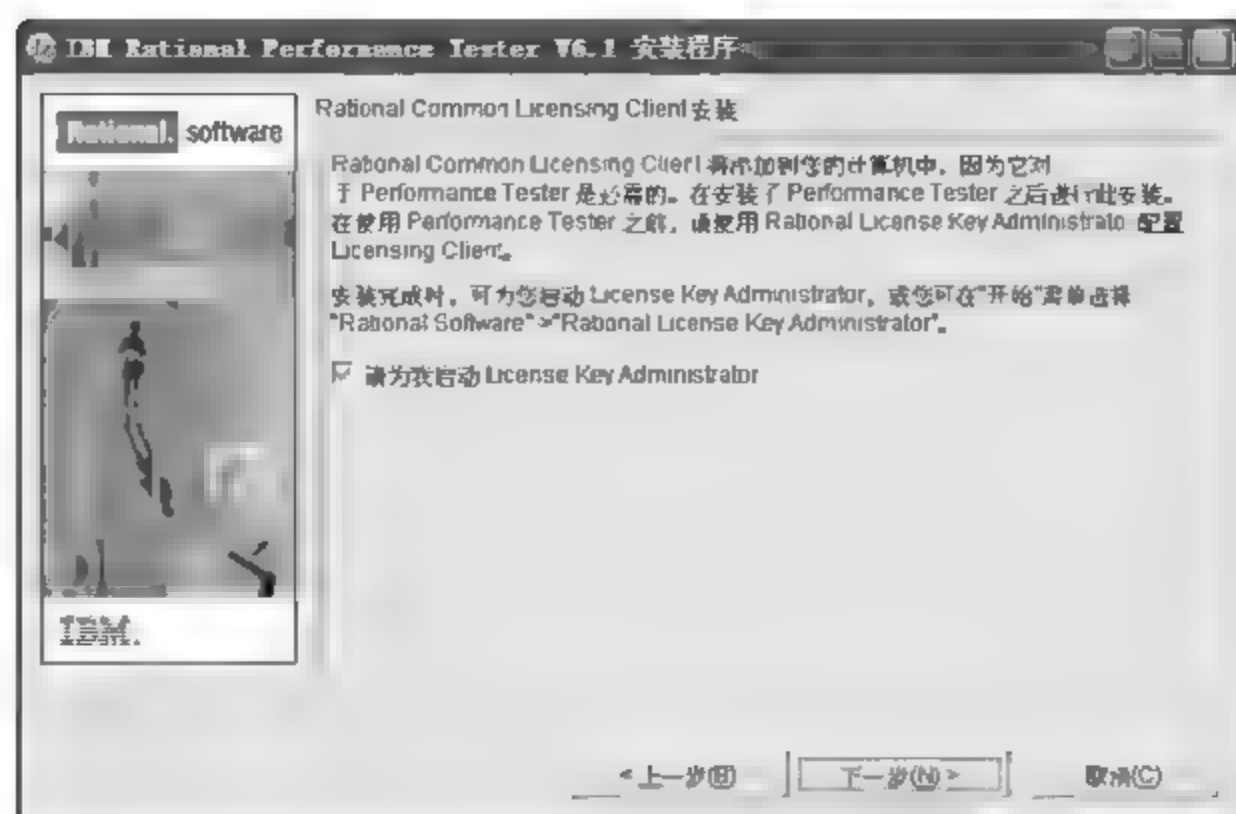 IBM Rational Performance Tester V6.1 安装程序
Rational. software
Rational Common Licensing Client 安装
Rational Common Licensing Client 将添加到您的计算机中，因为它对
于 Performance Tester 是必需的。在安装了 Performance Tester 之后进行此安装。
在使用 Performance Tester 之前，请使用 Rational License Key Administrato 配置
Licensing Client。
安装完成时，可为您启动 License Key Administrator，或您可在"开始"菜单选择
"Rational Software">"Rational License Key Administrator"。
请为我启动 License Key Administrator
IBM.
< 上一步(B)
下一步(N) >
取消(C)